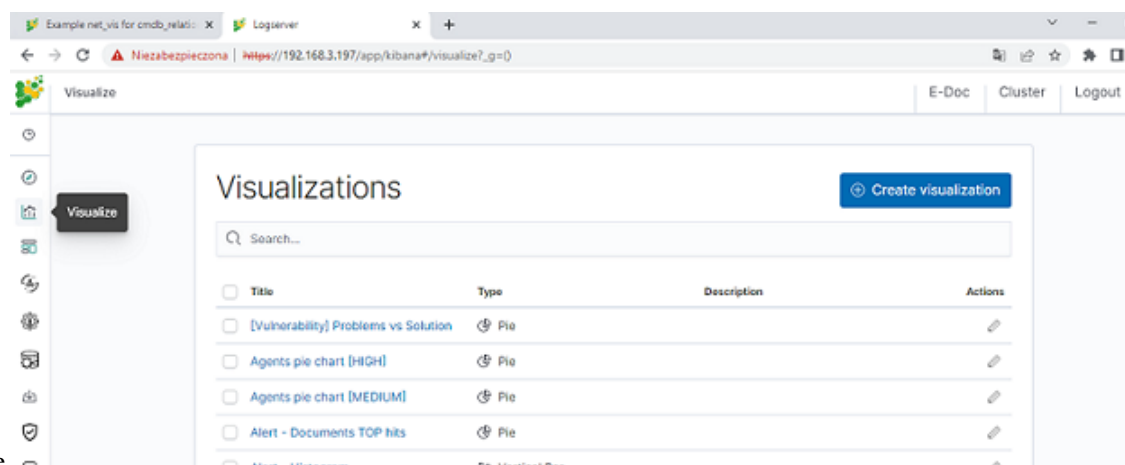 Example net_vis for cmdb_relatic
Logserver
Niezabezpieczona | https://192.168.3.197/app/kibana#/visualize?_g=()
Visualize
E-Doc Cluster Logout
Visualizations
Create visualization
Visualize
Search...
Title Type Description Actions
[Vulnerability] Problems vs Solution Pie
Agents pie chart [HIGH] Pie
Agents pie chart [MEDIUM] Pie
Alert - Documents TOP hits Pie